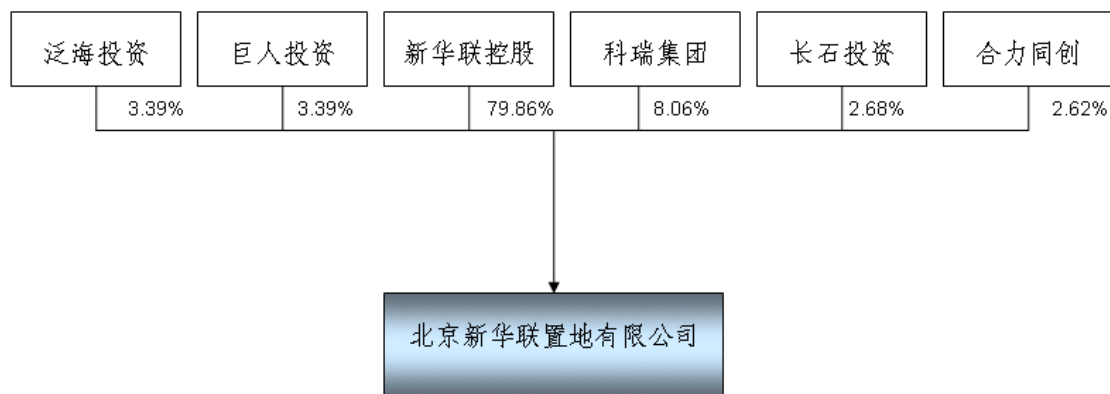 泛海投资 巨人投资 新华联控股 科瑞集团 长石投资 合力同创
3.39% 3.39% 79.86% 8.06% 2.68% 2.62%
北京新华联置地有限公司